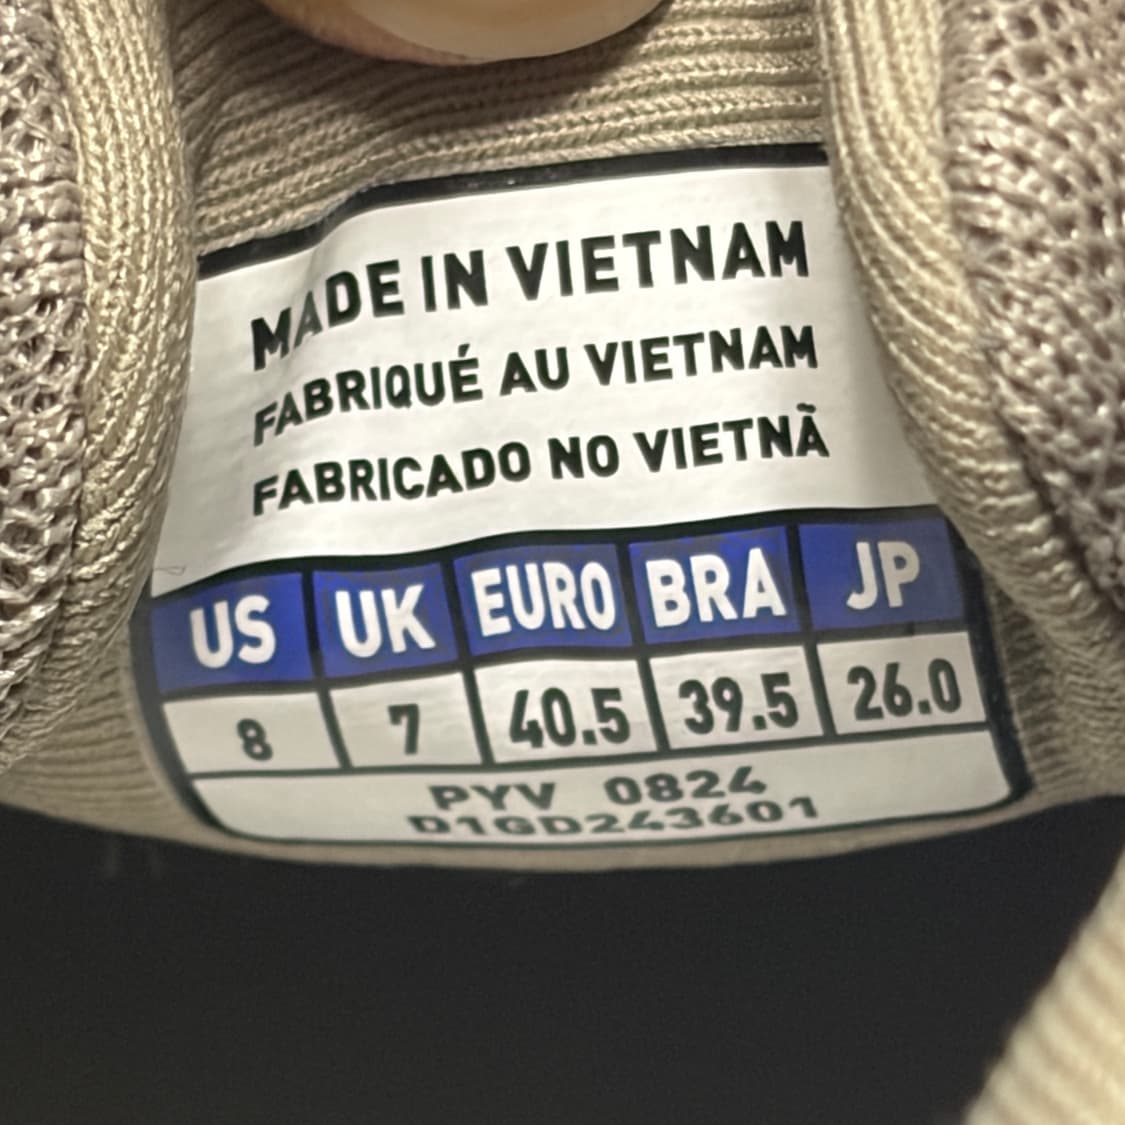 MADE IN VIETNAM
FABRIQUÉ AU VIETNAM
FABRICADO NO VIETNÃ
US UK EURO BRA JP
8 7 40.5 39.5 26.0
PYV 0824
D1GD243601